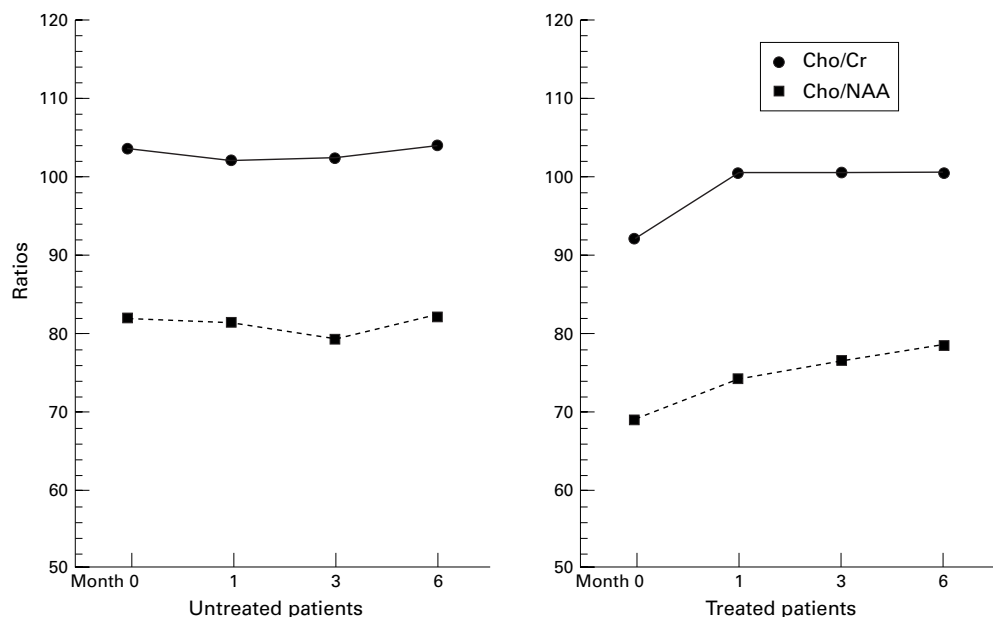 Ratios
120
110
100
90
80
70
60
50
Month 0 1 3 6
Untreated patients
120
110
100
90
80
70
60
50
Month 0 1 3 6
Treated patients
Cho/Cr
Cho/NAA